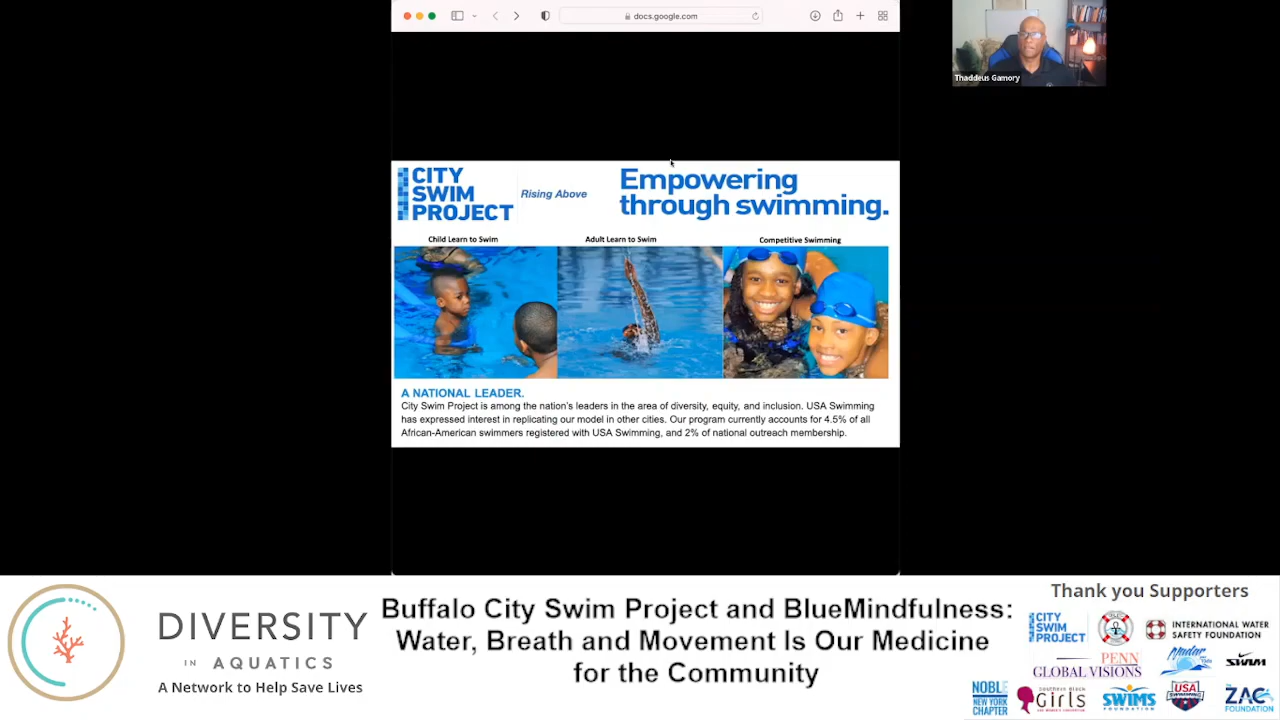 docs.google.com
Thaddeus Gamory
CITY
SWIM
PROJECT
Rising Above
Empowering
through swimming.
Child Learn to Swim
Adult Learn to Swim
Competitive Swimming
A NATIONAL LEADER.
City Swim Project is among the nation's leaders in the area of diversity, equity, and inclusion. USA Swimming
has expressed interest in replicating our model in other cities. Our program currently accounts for 4.5% of all
African-American swimmers registered with USA Swimming, and 2% of national outreach membership.
DIVERSITY
IN AQUATICS
A Network to Help Save Lives
Buffalo City Swim Project and BlueMindfulness:
Water, Breath and Movement Is Our Medicine
for the Community
Thank you Supporters
CITY
SWIM
PROJECT
INTERNATIONAL WATER
SAFETY FOUNDATION
PENN
GLOBAL VISIONS
SWIM
NOBL
NEW YORK
CHAPTER
Girls
SWIMS
FOUNDATION
USA
SWIMMING
ZAC
FOUNDATION